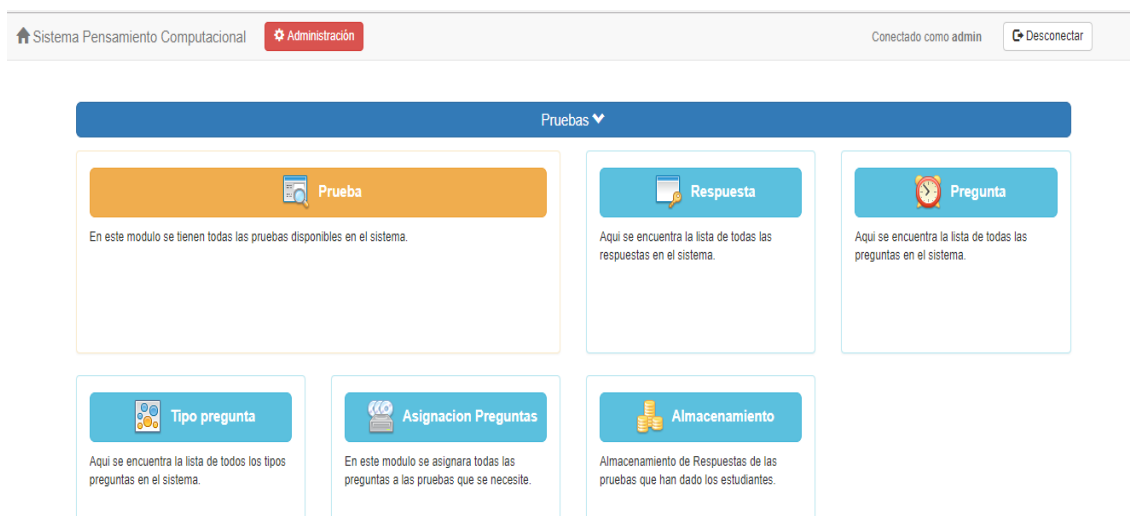 Sistema Pensamiento Computacional
Administración
Conectado como admin
Desconectar
Pruebas
Prueba
En este modulo se tienen todas las pruebas disponibles en el sistema.
Respuesta
Aqui se encuentra la lista de todas las
respuestas en el sistema.
Pregunta
Aqui se encuentra la lista de todas las
preguntas en el sistema.
Tipo pregunta
Aqui se encuentra la lista de todos los tipos
preguntas en el sistema.
Asignacion Preguntas
En este modulo se asignara todas las
preguntas a las pruebas que se necesite.
Almacenamiento
Almacenamiento de Respuestas de las
pruebas que han dado los estudiantes.